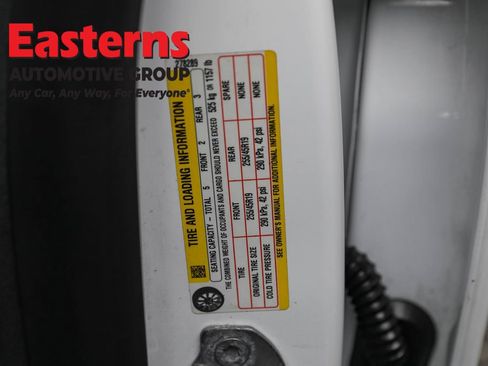 Easterns
AUTOMOTIVE GROUP
Any Car, Any Way, For Everyone®
TIRE AND LOADING INFORMATION
SEATING CAPACITY – TOTAL 5 FRONT 2 REAR 3
THE COMBINED WEIGHT OF OCCUPANTS AND CARGO SHOULD NEVER EXCEED 525 kg OR 1157 lb
TIRE FRONT REAR SPARE
ORIGINAL TIRE SIZE 255/45R19 255/45R19 NONE
COLD TIRE PRESSURE 290 kPa, 42 psi 290 kPa, 42 psi NONE
SEE OWNER'S MANUAL FOR ADDITIONAL INFORMATION.